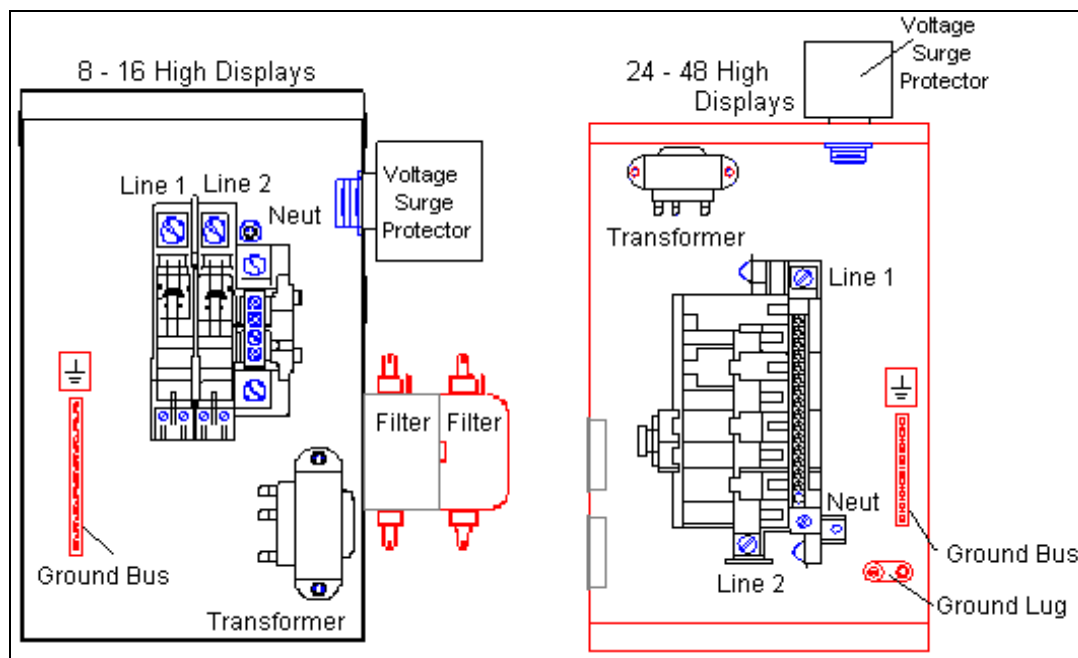 8 - 16 High Displays
Line 1
Line 2
Neut
Voltage
Surge
Protector
Filter
Filter
Ground Bus
Transformer
24 - 48 High
Displays
Voltage
Surge
Protector
Transformer
Line 1
Neut
Line 2
Ground Bus
Ground Lug